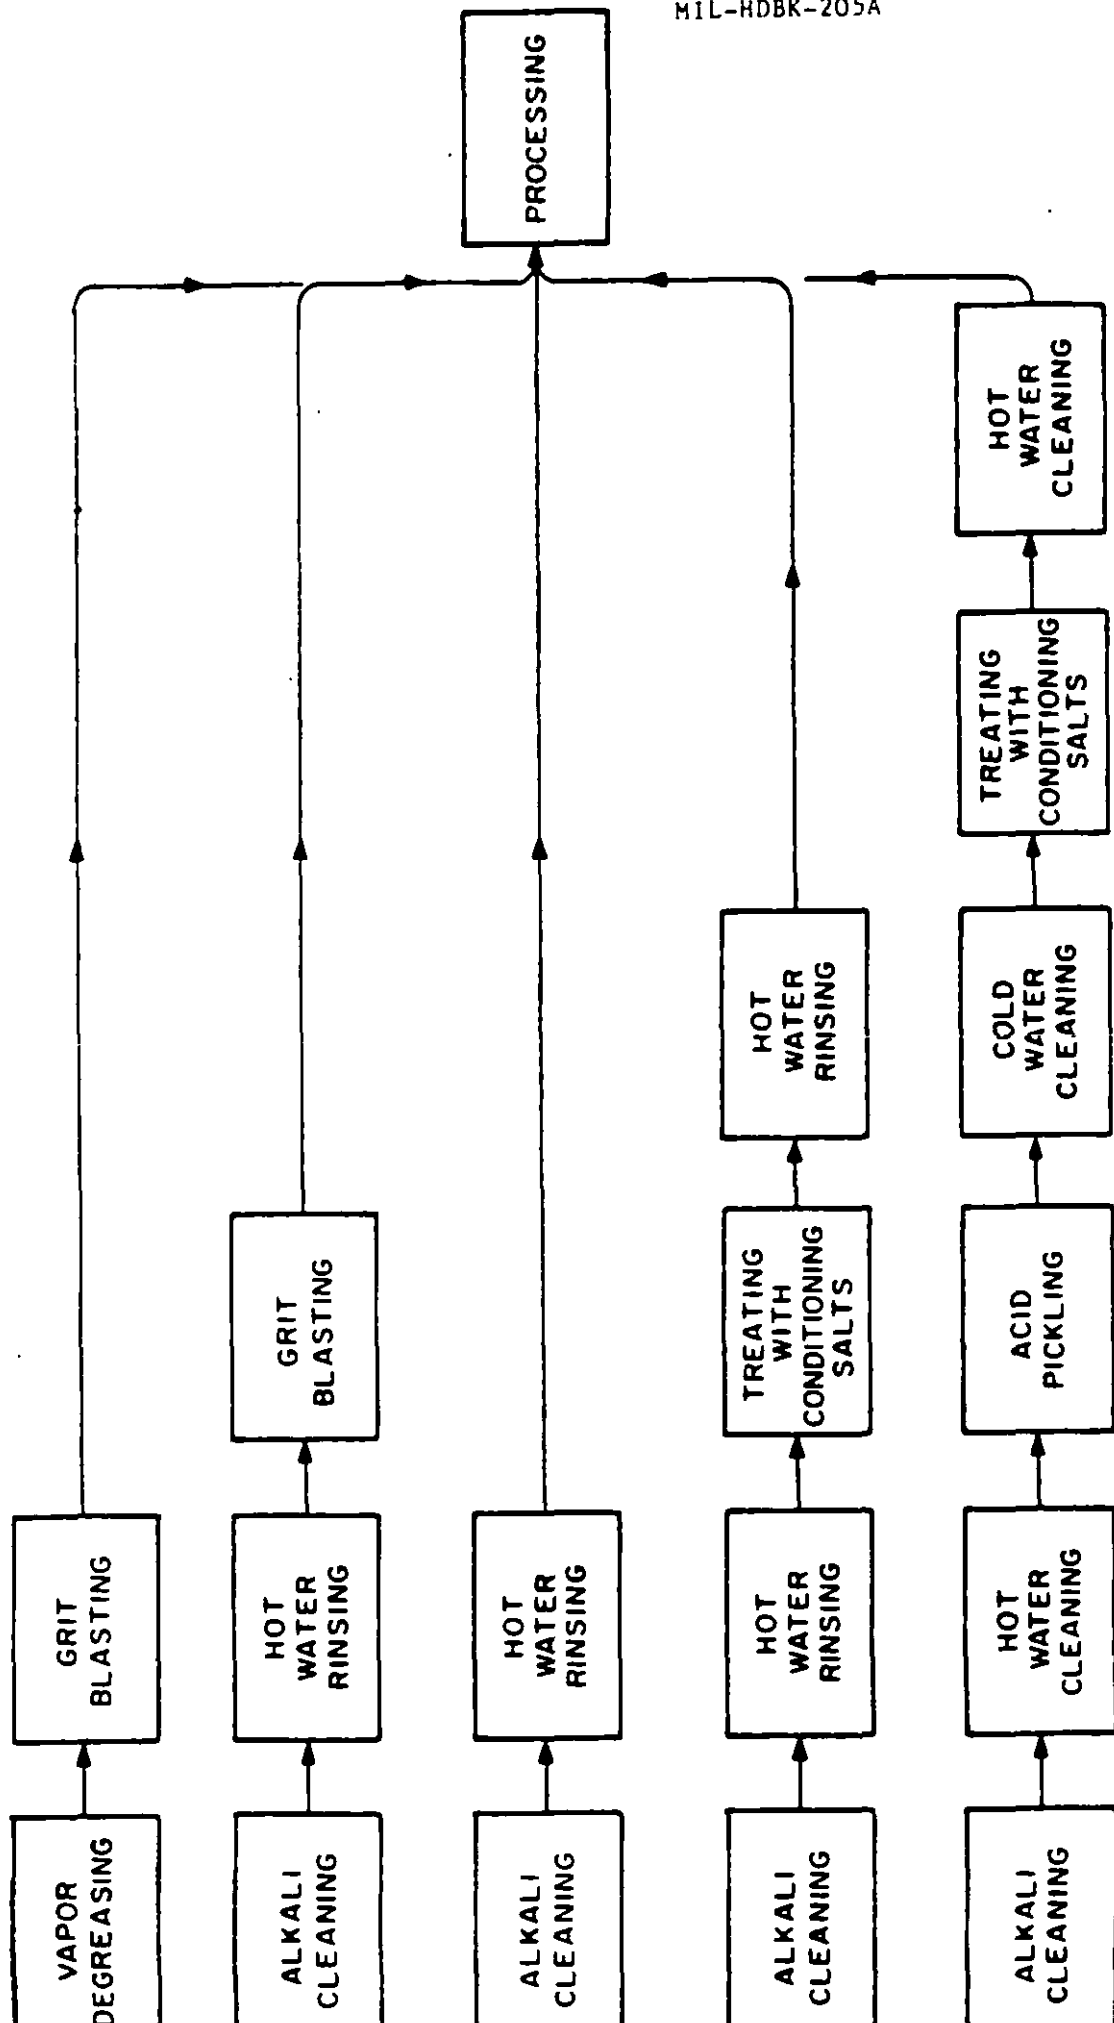 MIL-HDBK-205A
VAPOR
DEGREASING
GRIT
BLASTING
ALKALI
CLEANING
HOT
WATER
RINSING
GRIT
BLASTING
ALKALI
CLEANING
HOT
WATER
RINSING
PROCESSING
ALKALI
CLEANING
HOT
WATER
RINSING
TREATING
WITH
CONDITIONING
SALTS
HOT
WATER
RINSING
ALKALI
CLEANING
HOT
WATER
CLEANING
ACID
PICKLING
COLD
WATER
CLEANING
TREATING
WITH
CONDITIONING
SALTS
HOT
WATER
CLEANING